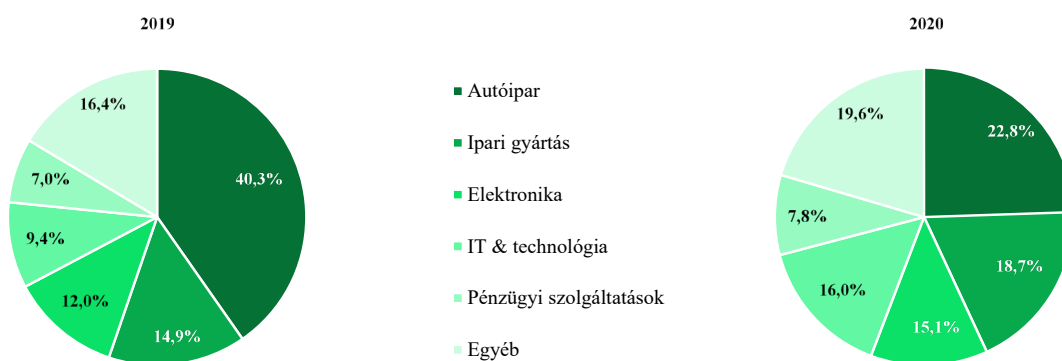 2019
16,4%
7,0%
40,3%
9,4%
12,0%
14,9%
Autóipar
Ipari gyártás
Elektronika
IT & technológia
Pénzügyi szolgáltatások
Egyéb
2020
19,6%
22,8%
7,8%
16,0%
18,7%
15,1%